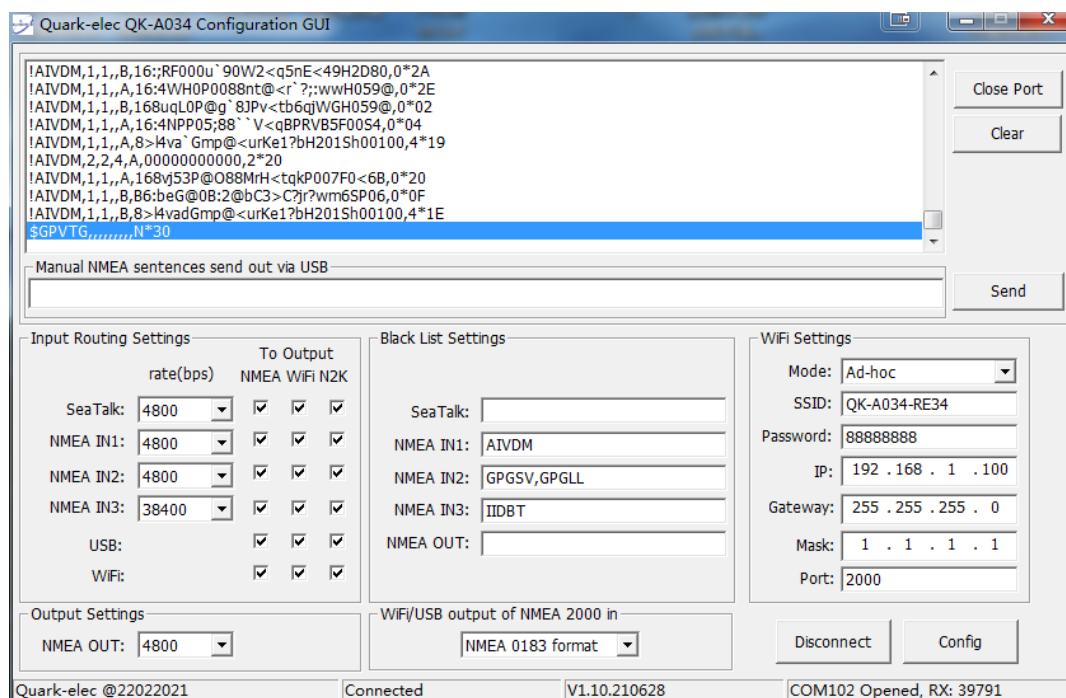 Quark-elec QK-A034 Configuration GUI
!AIVDM,1,1,,B,16:;RF000u`90W2<q5nE<49H2D80,0*2A
!AIVDM,1,1,,A,16:4WH0P0088nt@<r`?;:wwH059@,0*2E
!AIVDM,1,1,,B,168uqL0P@g`8JPv<tb6qjWGH059@,0*02
!AIVDM,1,1,,A,16:4NPP05;88``V<qBPRVB5F00S4,0*04
!AIVDM,1,1,,A,8>l4va`Gmp@<urKe1?bH201Sh00100,4*19
!AIVDM,2,2,4,A,00000000000,2*20
!AIVDM,1,1,,A,168vj53P@O88MrH<tqkP007F0<6B,0*20
!AIVDM,1,1,,B,B6:beG@0B:2@bC3>C?jr?wm6SP06,0*0F
!AIVDM,1,1,,B,8>l4vadGmp@<urKe1?bH201Sh00100,4*1E
$GPVTG,,,,,,,,,N*30
Close Port
Clear
Manual NMEA sentences send out via USB
Send
Input Routing Settings
To Output
rate(bps) NMEA WiFi N2K
SeaTalk: 4800
NMEA IN1: 4800
NMEA IN2: 4800
NMEA IN3: 38400
USB:
WiFi:
Black List Settings
SeaTalk:
NMEA IN1: AIVDM
NMEA IN2: GPGSV,GPGLL
NMEA IN3: IIDBT
NMEA OUT:
WiFi Settings
Mode: Ad-hoc
SSID: QK-A034-RE34
Password: 88888888
IP: 192 .168 . 1 .100
Gateway: 255 .255 .255 . 0
Mask: 1 . 1 . 1 . 1
Port: 2000
Output Settings
NMEA OUT: 4800
WiFi/USB output of NMEA 2000 in
NMEA 0183 format
Disconnect
Config
Quark-elec @22022021
Connected
V1.10.210628
COM102 Opened, RX: 39791